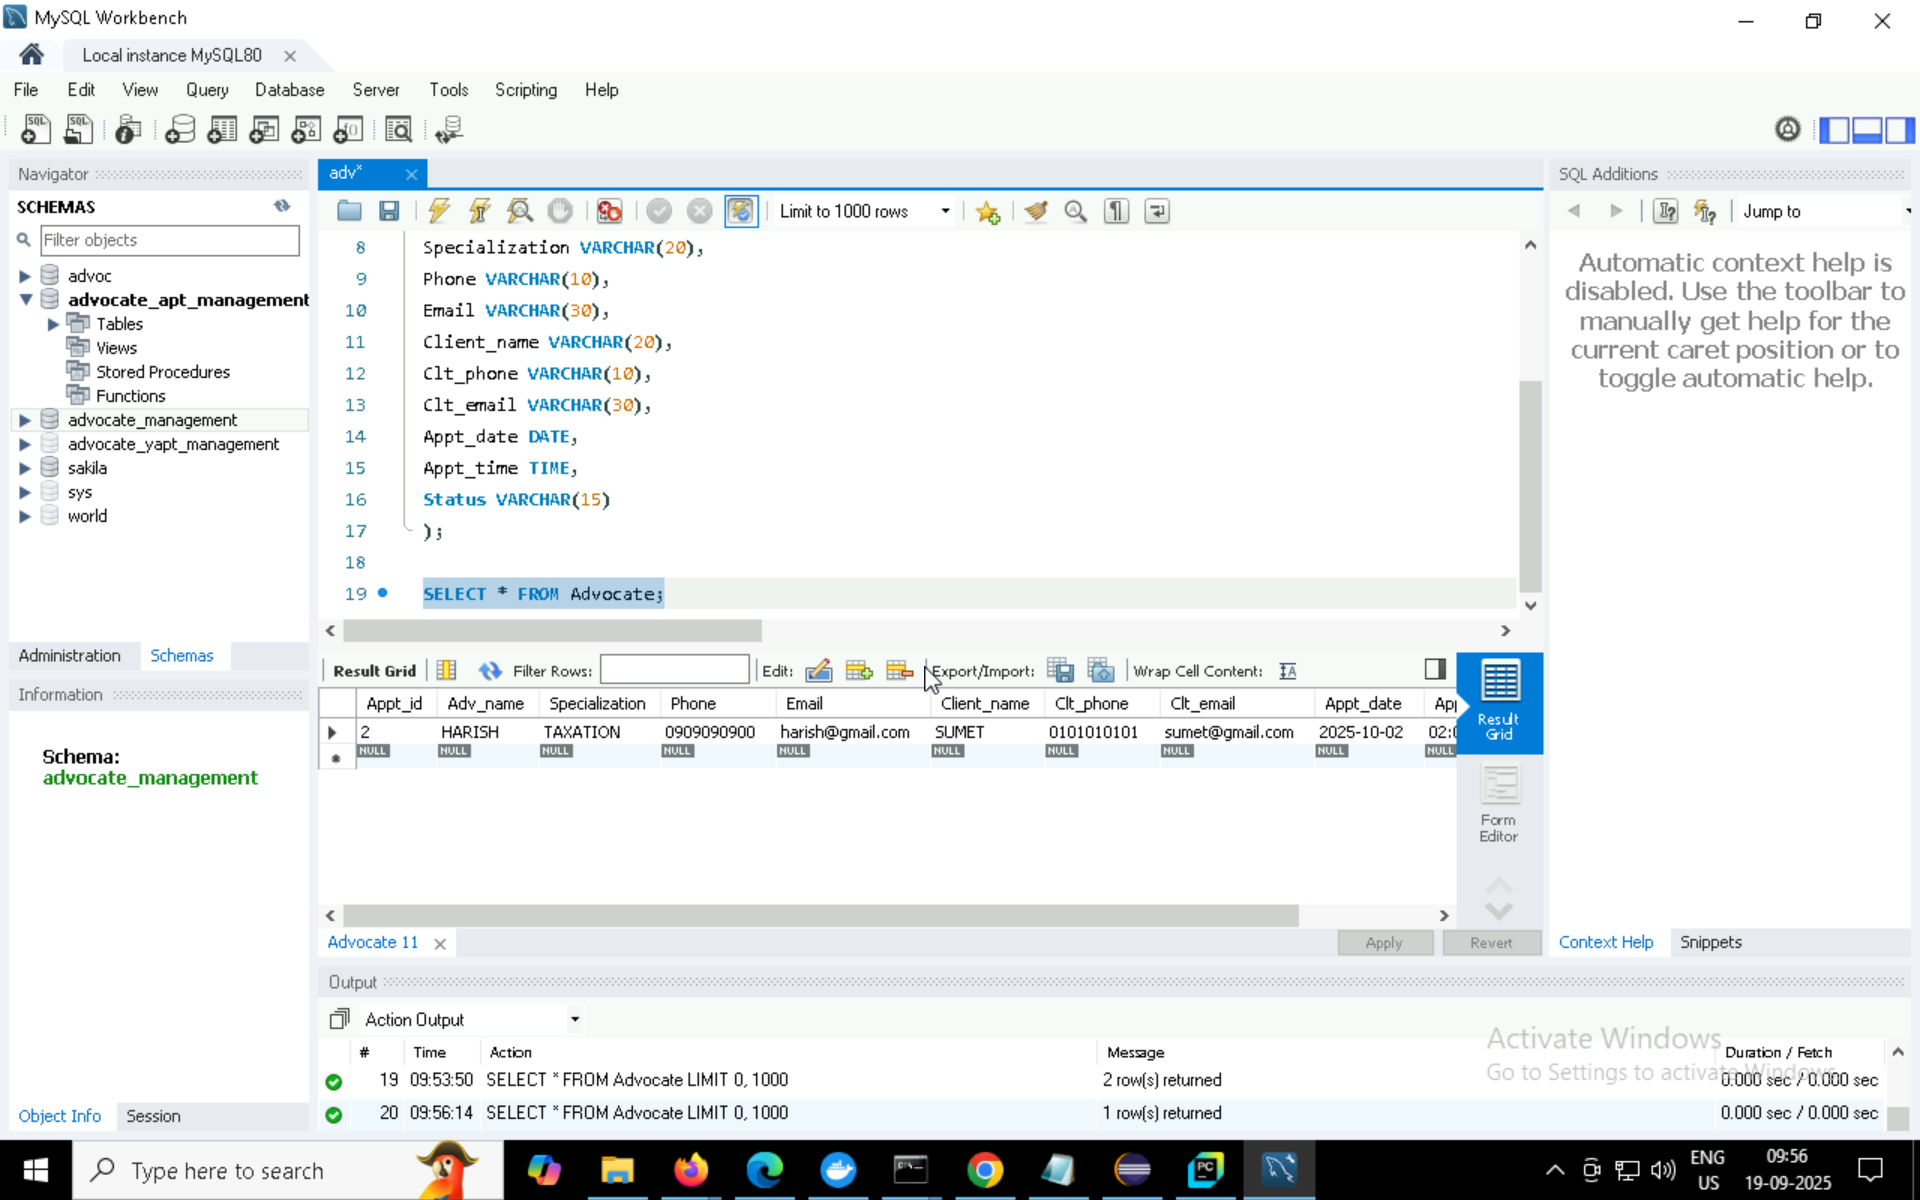 MySQL Workbench
Local instance MySQL80
File Edit View Query Database Server Tools Scripting Help
Navigator
SCHEMAS
Filter objects
advoc
advocate_apt_management
Tables
Views
Stored Procedures
Functions
advocate_management
advocate_yapt_management
sakila
sys
world
Administration Schemas
Information
Schema:
advocate_management
Object Info Session
adv*
Limit to 1000 rows
8 Specialization VARCHAR(20),
9 Phone VARCHAR(10),
10 Email VARCHAR(30),
11 Client_name VARCHAR(20),
12 Clt_phone VARCHAR(10),
13 Clt_email VARCHAR(30),
14 Appt_date DATE,
15 Appt_time TIME,
16 Status VARCHAR(15)
17 );
18
19 SELECT * FROM Advocate;
Result Grid Filter Rows: Edit: Export/Import: Wrap Cell Content:
Appt_id Adv_name Specialization Phone Email Client_name Clt_phone Clt_email Appt_date
2 HARISH TAXATION 0909090900 harish@gmail.com SUMET 0101010101 sumet@gmail.com 2025-10-02
NULL NULL NULL NULL NULL NULL NULL NULL NULL NULL
Result
Grid
Form
Editor
Advocate 11 Apply Revert
SQL Additions
Jump to
Automatic context help is
disabled. Use the toolbar to
manually get help for the
current caret position or to
toggle automatic help.
Context Help Snippets
Output
Action Output
# Time Action Message Duration / Fetch
19 09:53:50 SELECT * FROM Advocate LIMIT 0, 1000 2 row(s) returned 0.000 sec / 0.000 sec
20 09:56:14 SELECT * FROM Advocate LIMIT 0, 1000 1 row(s) returned 0.000 sec / 0.000 sec
Activate Windows
Go to Settings to activate Windows.
Type here to search
ENG
US
09:56
19-09-2025